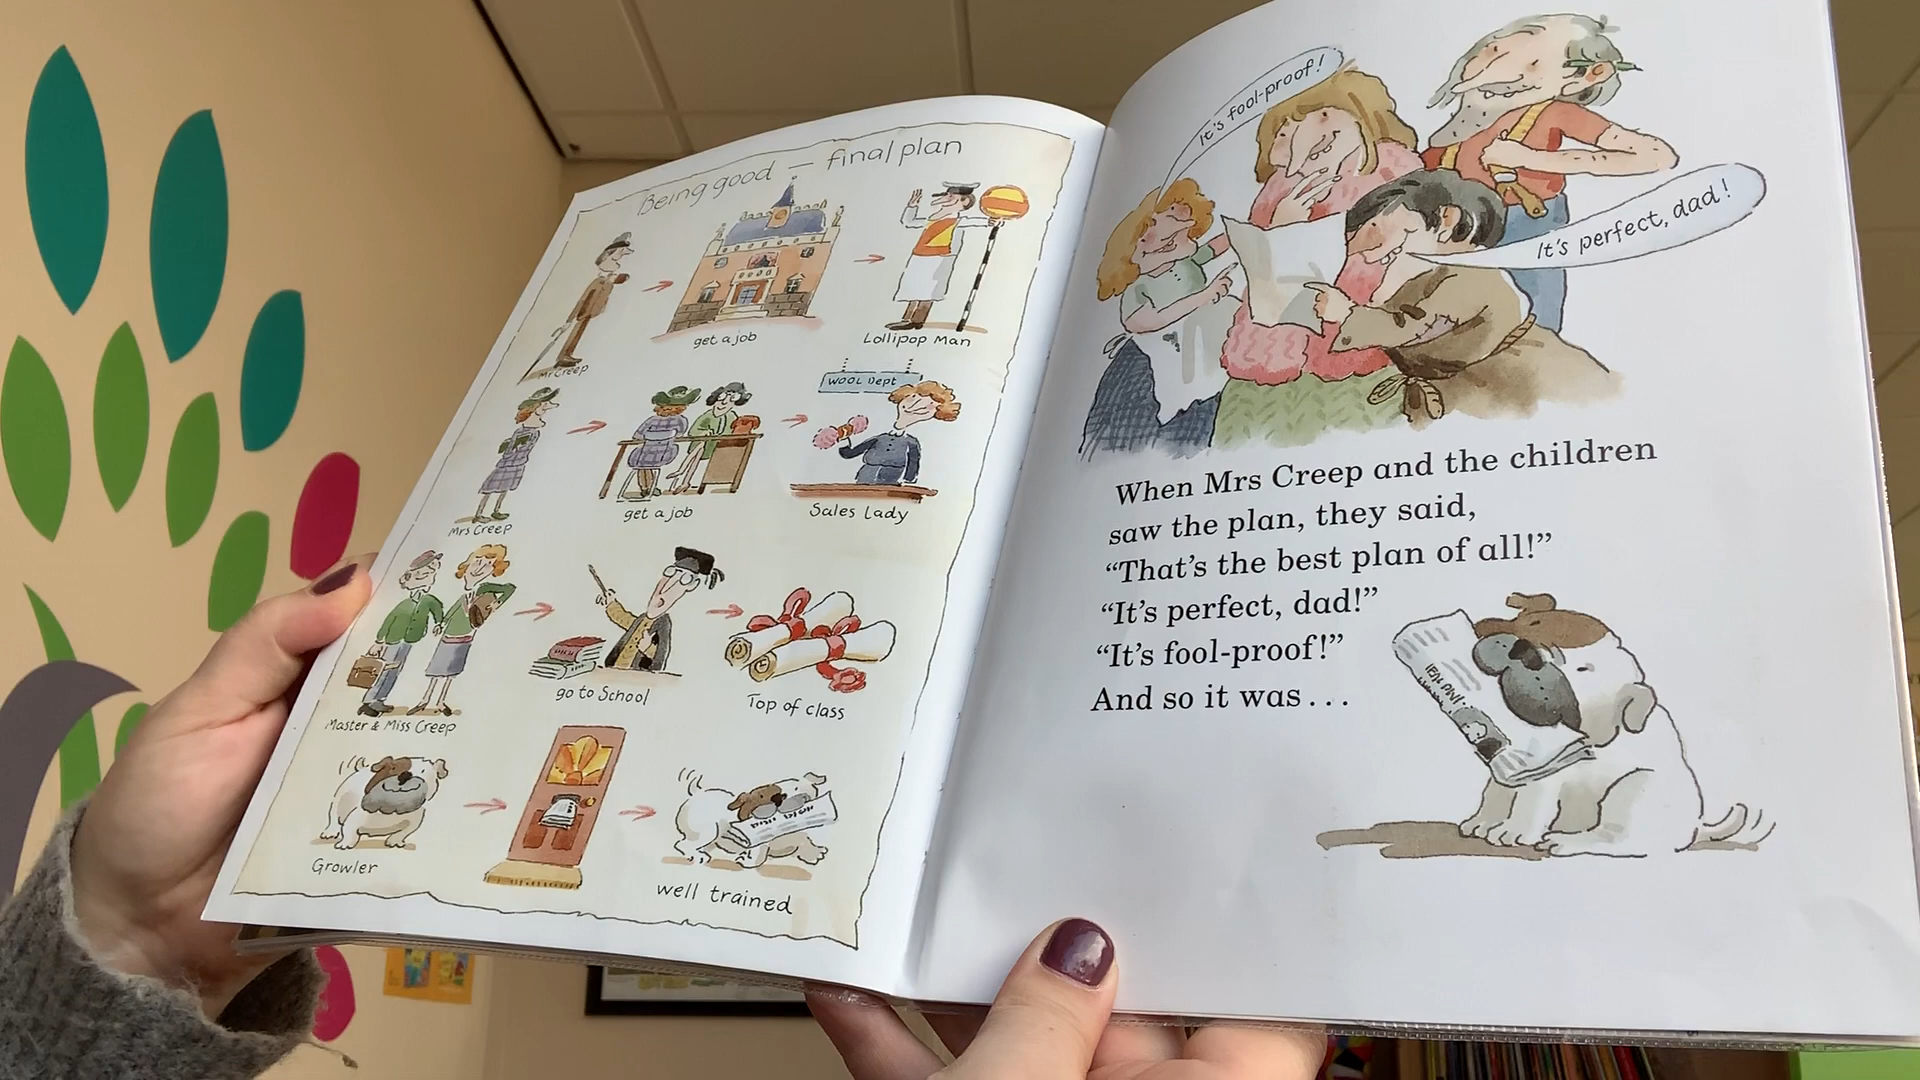 Being good — final plan
Mr Creep
get a job
Lollipop Man
WOOL Dept
Mrs Creep
get a job
Sales Lady
Master & Miss Creep
go to School
Top of class
Growler
well trained
It's fool-proof!
It's perfect, dad!
When Mrs Creep and the children
saw the plan, they said,
“That’s the best plan of all!”
“It’s perfect, dad!”
“It’s fool-proof!”
And so it was . . .